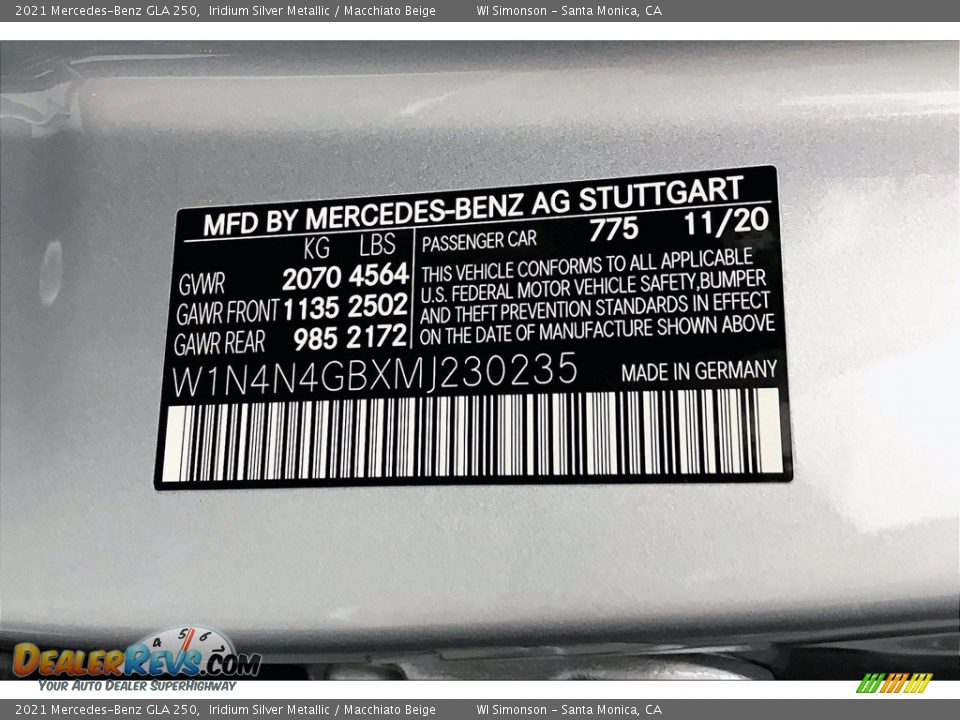 2021 Mercedes-Benz GLA 250, Iridium Silver Metallic / Macchiato Beige WI Simonson - Santa Monica, CA
MFD BY MERCEDES-BENZ AG STUTTGART
KG LBS
GVWR 2070 4564
GAWR FRONT 1135 2502
GAWR REAR 985 2172
PASSENGER CAR 775 11/20
THIS VEHICLE CONFORMS TO ALL APPLICABLE
U.S. FEDERAL MOTOR VEHICLE SAFETY,BUMPER
AND THEFT PREVENTION STANDARDS IN EFFECT
ON THE DATE OF MANUFACTURE SHOWN ABOVE
W1N4N4GBXMJ230235 MADE IN GERMANY
4 5 6 7
DEALERREVS.COM
YOUR AUTO DEALER SUPERHIGHWAY
2021 Mercedes-Benz GLA 250, Iridium Silver Metallic / Macchiato Beige WI Simonson - Santa Monica, CA